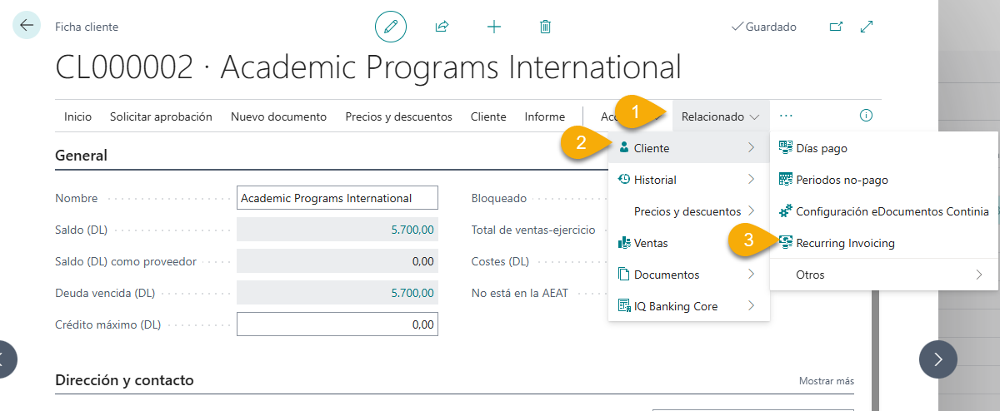 Ficha cliente
Guardado
CL000002 · Academic Programs International
Inicio Solicitar aprobación Nuevo documento Precios y descuentos Cliente Informe 1 Relacionado
General
2 Cliente
Días pago
Historial
Periodos no-pago
Nombre Academic Programs International Bloqueado
Precios y descuentos
Configuración eDocumentos Continia
Saldo (DL) 5.700,00 Total de ventas-ejercicio
Ventas
3 Recurring Invoicing
Saldo (DL) como proveedor 0,00 Costes (DL)
Documentos
Otros
Deuda vencida (DL) 5.700,00 No está en la AEAT
IQ Banking Core
Crédito máximo (DL) 0,00
Dirección y contacto
Mostrar más